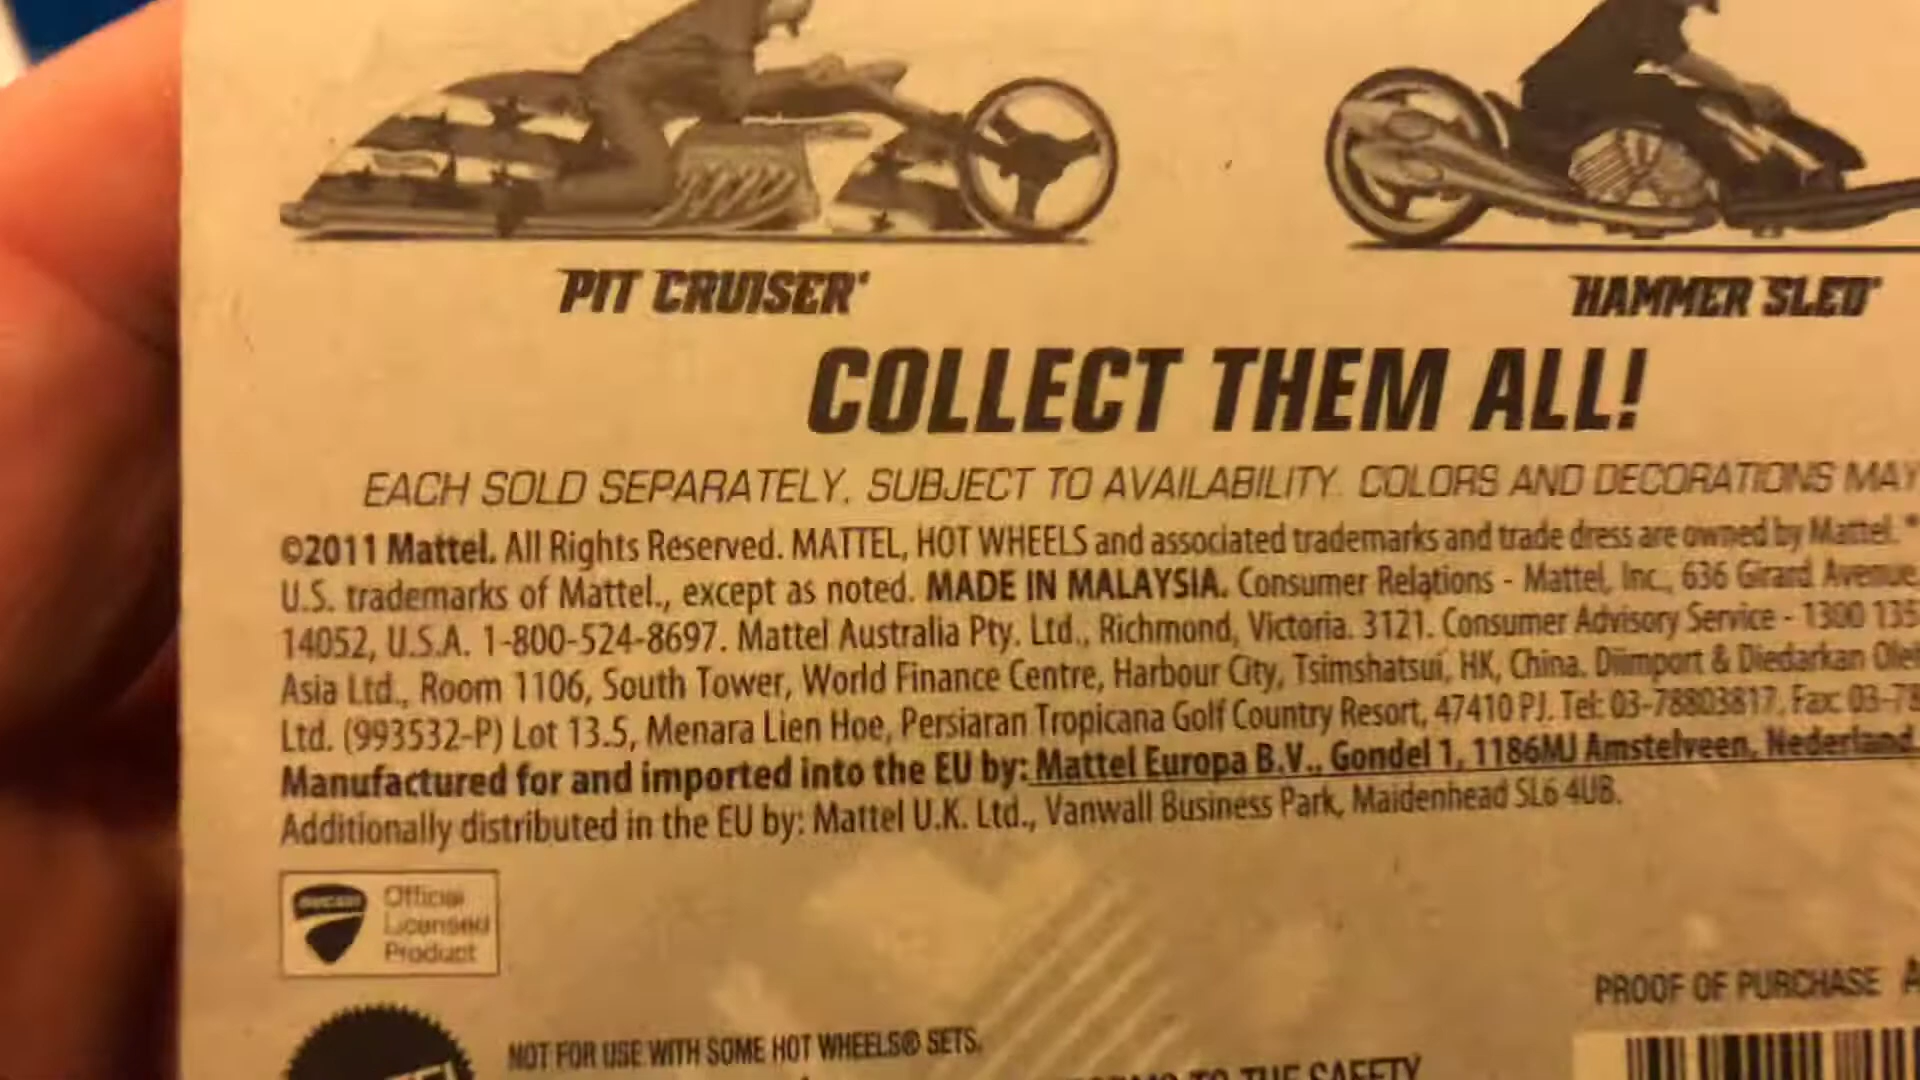 PIT CRUISER
HAMMER SLED
COLLECT THEM ALL!
EACH SOLD SEPARATELY, SUBJECT TO AVAILABILITY. COLORS AND DECORATIONS MAY
©2011 Mattel. All Rights Reserved. MATTEL, HOT WHEELS and associated trademarks and trade dress are owned by Mattel.
U.S. trademarks of Mattel., except as noted. MADE IN MALAYSIA. Consumer Relations - Mattel, Inc., 636 Girard Avenue,
14052, U.S.A. 1-800-524-8697. Mattel Australia Pty. Ltd., Richmond, Victoria. 3121. Consumer Advisory Service - 1300 135
Asia Ltd., Room 1106, South Tower, World Finance Centre, Harbour City, Tsimshatsui, HK, China. Diimport & Diedarkan Oleh
Ltd. (993532-P) Lot 13.5, Menara Lien Hoe, Persiaran Tropicana Golf Country Resort, 47410 PJ. Tel: 03-78803817, Fax: 03-78
Manufactured for and imported into the EU by: Mattel Europa B.V., Gondel 1, 1186MJ Amstelveen, Nederland.
Additionally distributed in the EU by: Mattel U.K. Ltd., Vanwall Business Park, Maidenhead SL6 4UB.
DUCATI
Official
Licensed
Product
PROOF OF PURCHASE
NOT FOR USE WITH SOME HOT WHEELS® SETS.
TO THE SAFETY